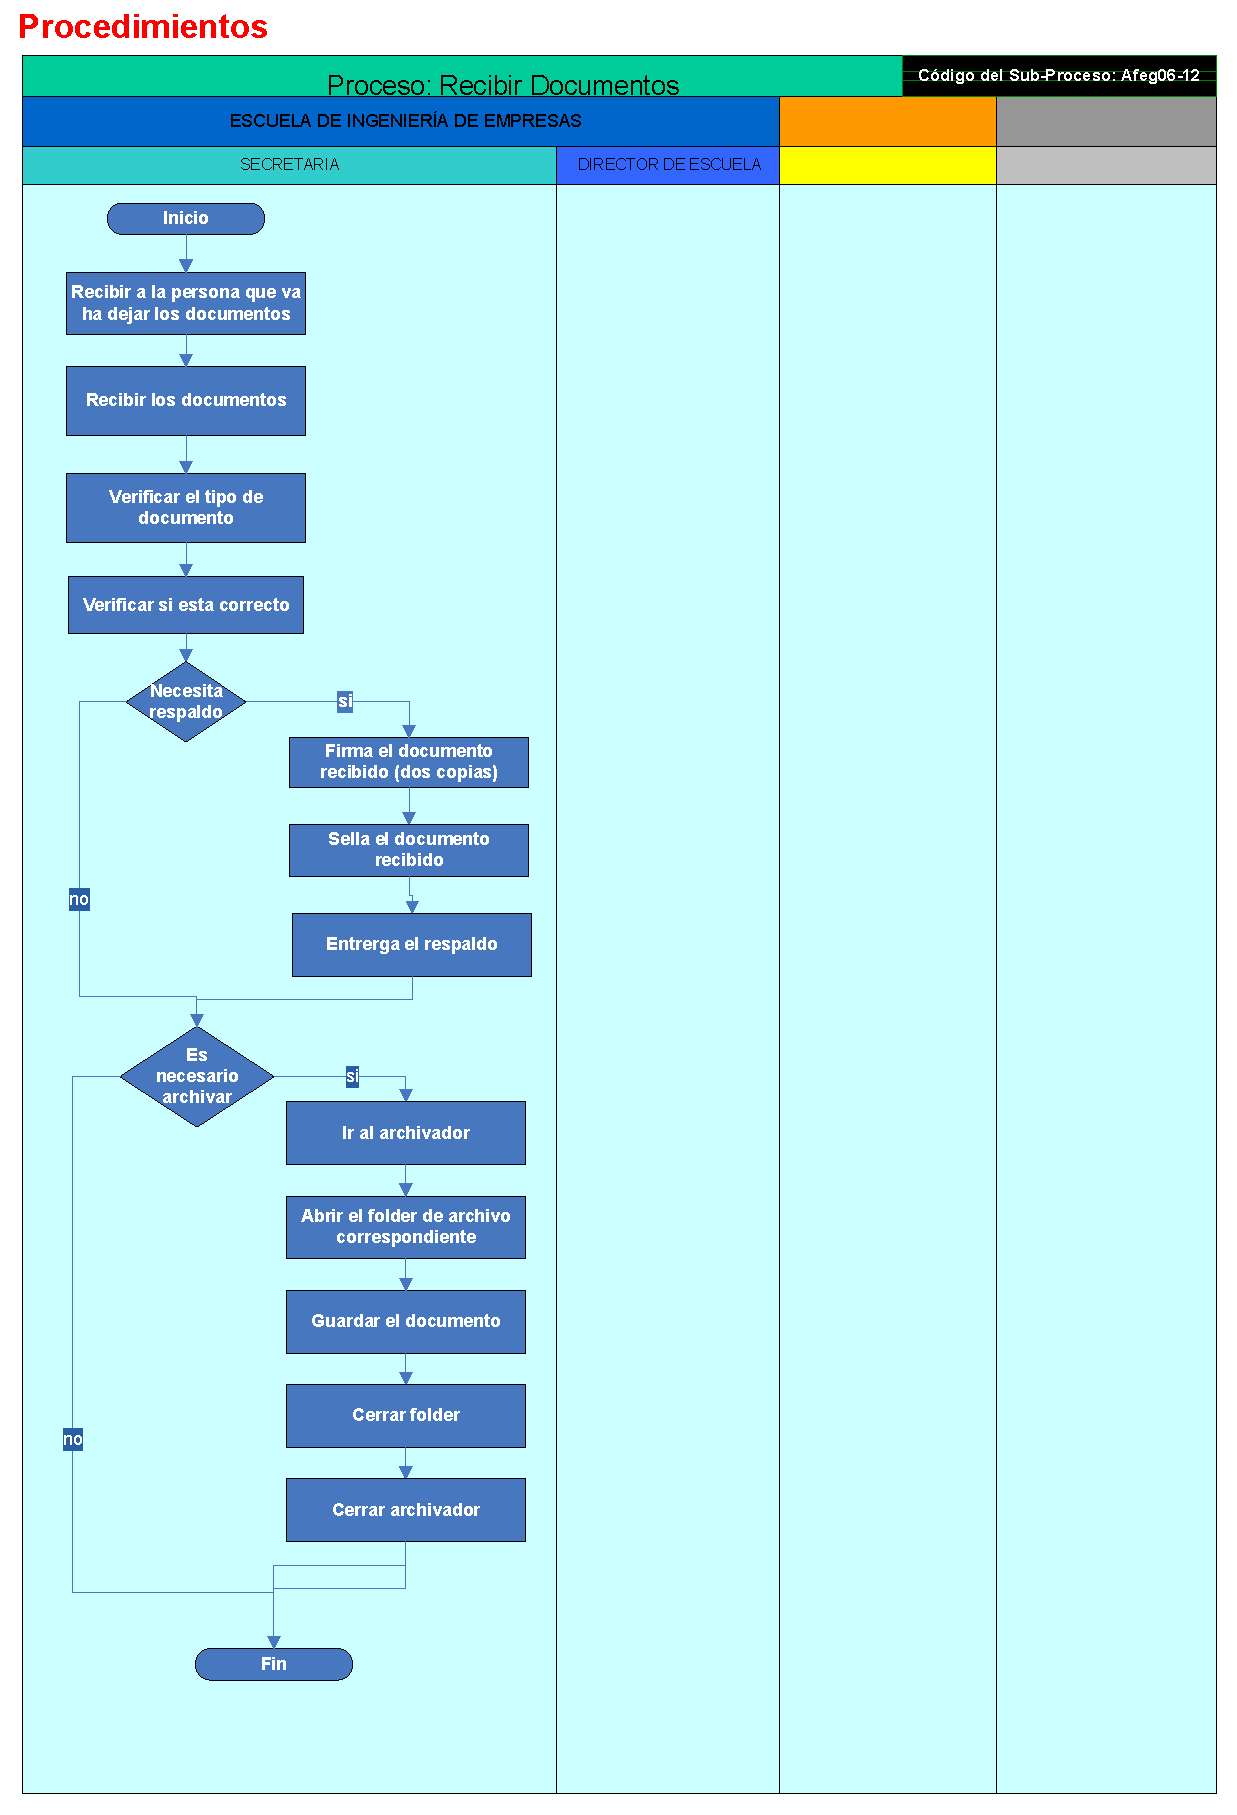 Procedimientos
Proceso: Recibir Documentos
Código del Sub-Proceso: Afeg06-12
ESCUELA DE INGENIERÍA DE EMPRESAS
SECRETARIA
DIRECTOR DE ESCUELA
Inicio
Recibir a la persona que va
ha dejar los documentos
Recibir los documentos
Verificar el tipo de
documento
Verificar si esta correcto
Necesita
respaldo
si
Firma el documento
recibido (dos copias)
Sella el documento
recibido
no
Entrerga el respaldo
Es
necesario
archivar
si
Ir al archivador
Abrir el folder de archivo
correspondiente
Guardar el documento
Cerrar folder
no
Cerrar archivador
Fin